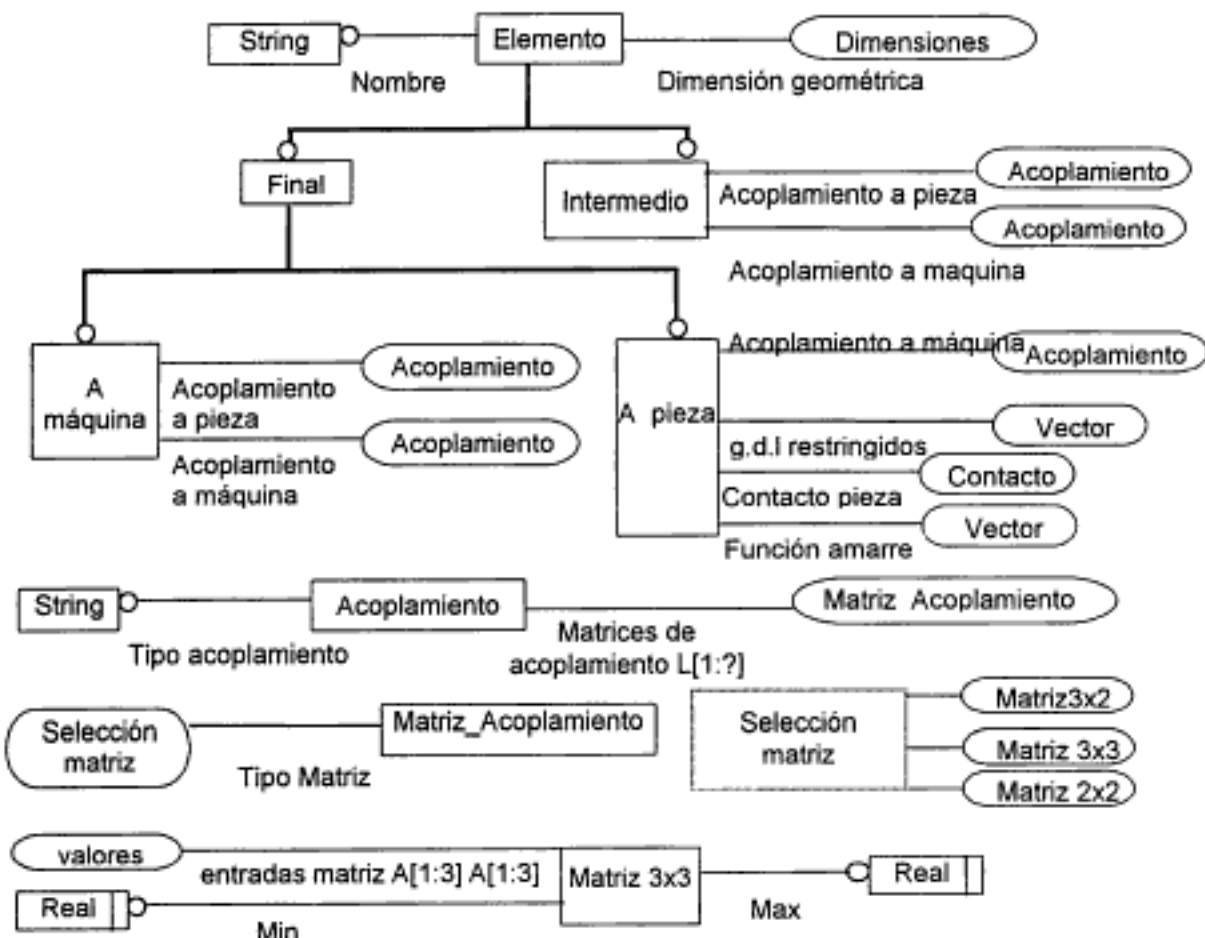 String
Elemento
Dimensiones
Nombre
Dimensión geométrica
Final
Intermedio
Acoplamiento
Acoplamiento a pieza
Acoplamiento
Acoplamiento a maquina
A
máquina
Acoplamiento
Acoplamiento
a pieza
Acoplamiento
Acoplamiento
a máquina
A pieza
Acoplamiento a máquina
Acoplamiento
Vector
g.d.l restringidos
Contacto
Contacto pieza
Vector
Función amarre
String
Acoplamiento
Matriz Acoplamiento
Tipo acoplamiento
Matrices de
acoplamiento L[1:?]
Selección
matriz
Matriz_Acoplamiento
Tipo Matriz
Selección
matriz
Matriz3x2
Matriz 3x3
Matriz 2x2
valores
entradas matriz A[1:3] A[1:3]
Matriz 3x3
Real
Real
Min
Max